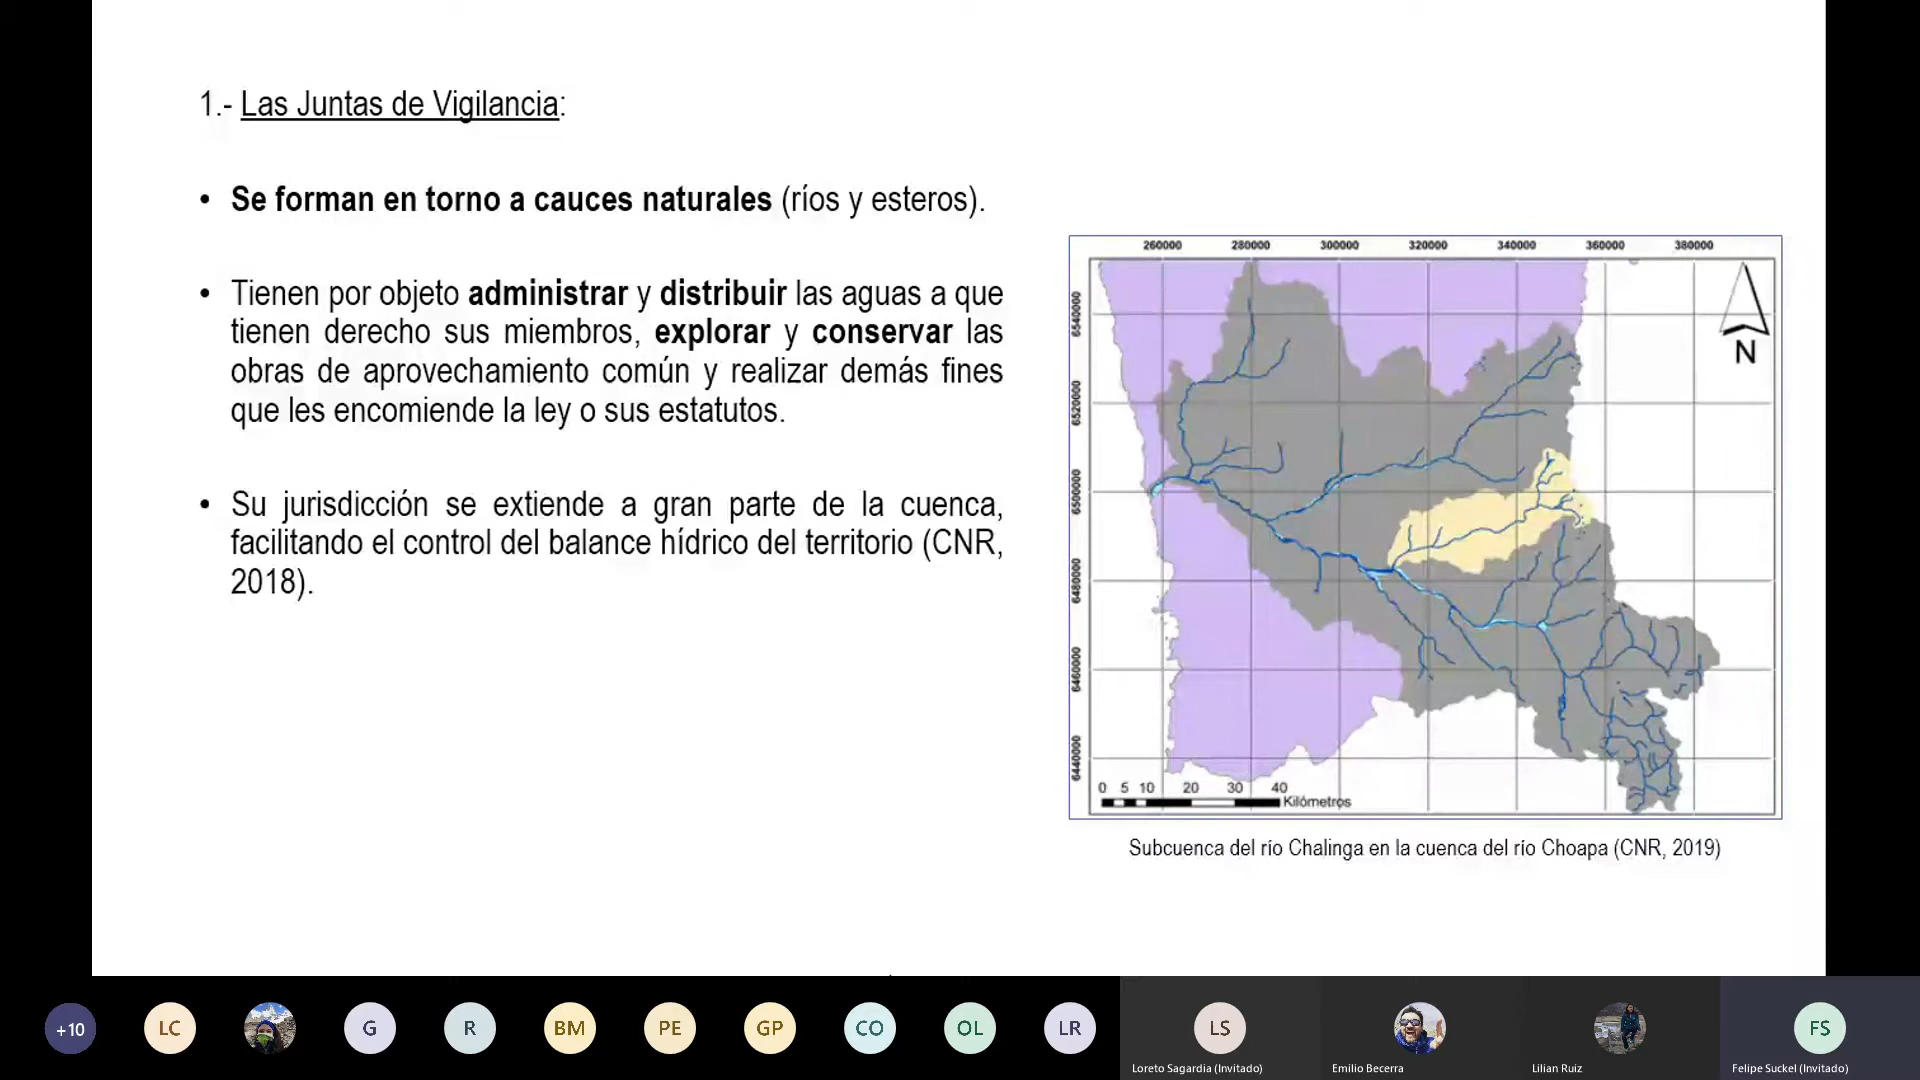 1.- Las Juntas de Vigilancia:
• Se forman en torno a cauces naturales (ríos y esteros).
• Tienen por objeto administrar y distribuir las aguas a que
tienen derecho sus miembros, explorar y conservar las
obras de aprovechamiento común y realizar demás fines
que les encomiende la ley o sus estatutos.
• Su jurisdicción se extiende a gran parte de la cuenca,
facilitando el control del balance hídrico del territorio (CNR,
2018).
260000 280000 300000 320000 340000 360000 380000
6540000
6520000
6500000
6480000
6460000
6440000
N
0 5 10 20 30 40
Kilómetros
Subcuenca del río Chalinga en la cuenca del río Choapa (CNR, 2019)
+10 LC G R BM PE GP CO OL LR LS FS
Loreto Sagardia (Invitado) Emilio Becerra Lilian Ruiz Felipe Suckel (Invitado)